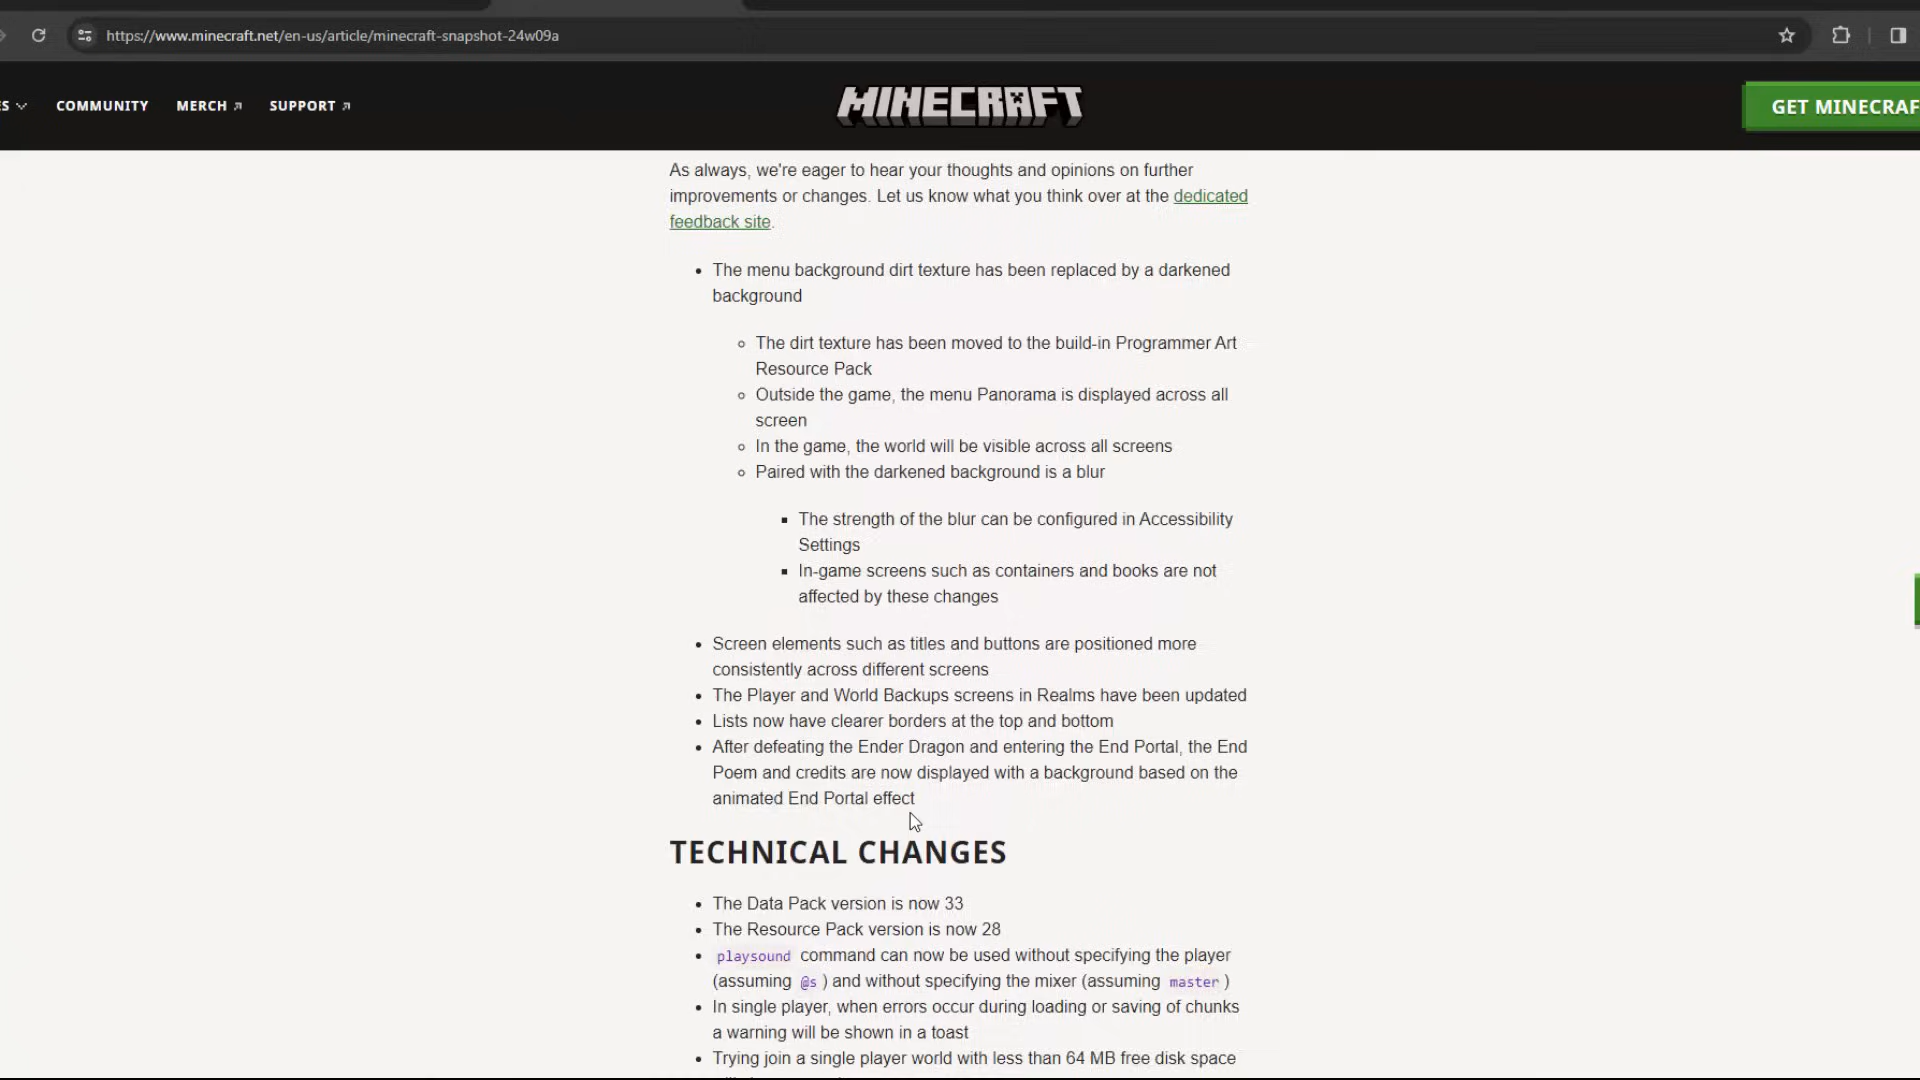 https://www.minecraft.net/en-us/article/minecraft-snapshot-24w09a
COMMUNITY MERCH SUPPORT
MINECRAFT
GET MINECRAF
As always, we're eager to hear your thoughts and opinions on further
improvements or changes. Let us know what you think over at the dedicated
feedback site.
The menu background dirt texture has been replaced by a darkened
background
The dirt texture has been moved to the build-in Programmer Art
Resource Pack
Outside the game, the menu Panorama is displayed across all
screen
In the game, the world will be visible across all screens
Paired with the darkened background is a blur
The strength of the blur can be configured in Accessibility
Settings
In-game screens such as containers and books are not
affected by these changes
Screen elements such as titles and buttons are positioned more
consistently across different screens
The Player and World Backups screens in Realms have been updated
Lists now have clearer borders at the top and bottom
After defeating the Ender Dragon and entering the End Portal, the End
Poem and credits are now displayed with a background based on the
animated End Portal effect
TECHNICAL CHANGES
The Data Pack version is now 33
The Resource Pack version is now 28
playsound command can now be used without specifying the player
(assuming @s ) and without specifying the mixer (assuming master )
In single player, when errors occur during loading or saving of chunks
a warning will be shown in a toast
Trying join a single player world with less than 64 MB free disk space